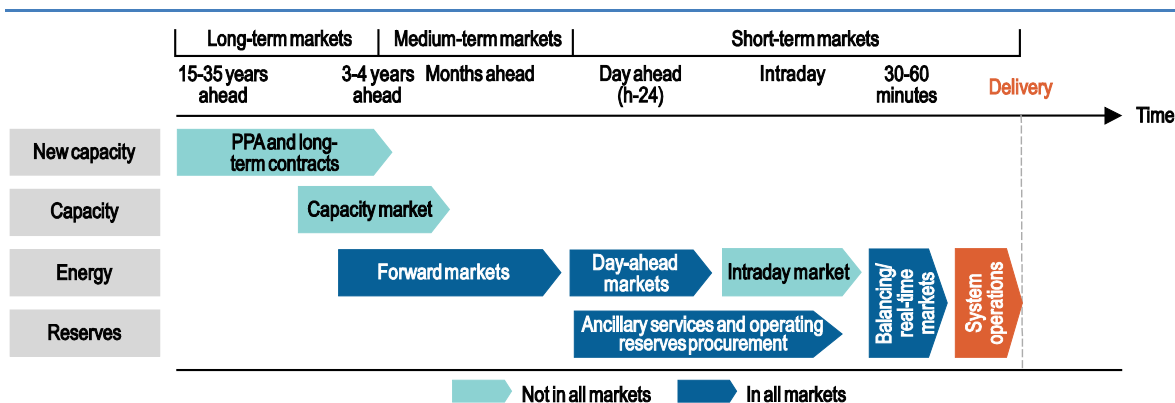 Long-term markets
Medium-term markets
Short-term markets
15-35 years
ahead
3-4 years
ahead
Months ahead
Day ahead
(h-24)
Intraday
30-60
minutes
Delivery
Time
New capacity
PPA and long-
term contracts
Capacity
Capacity market
Energy
Forward markets
Day-ahead
markets
Intraday market
Balancing/
real-time
markets
System
operations
Reserves
Ancillary services and operating
reserves procurement
Not in all markets
In all markets